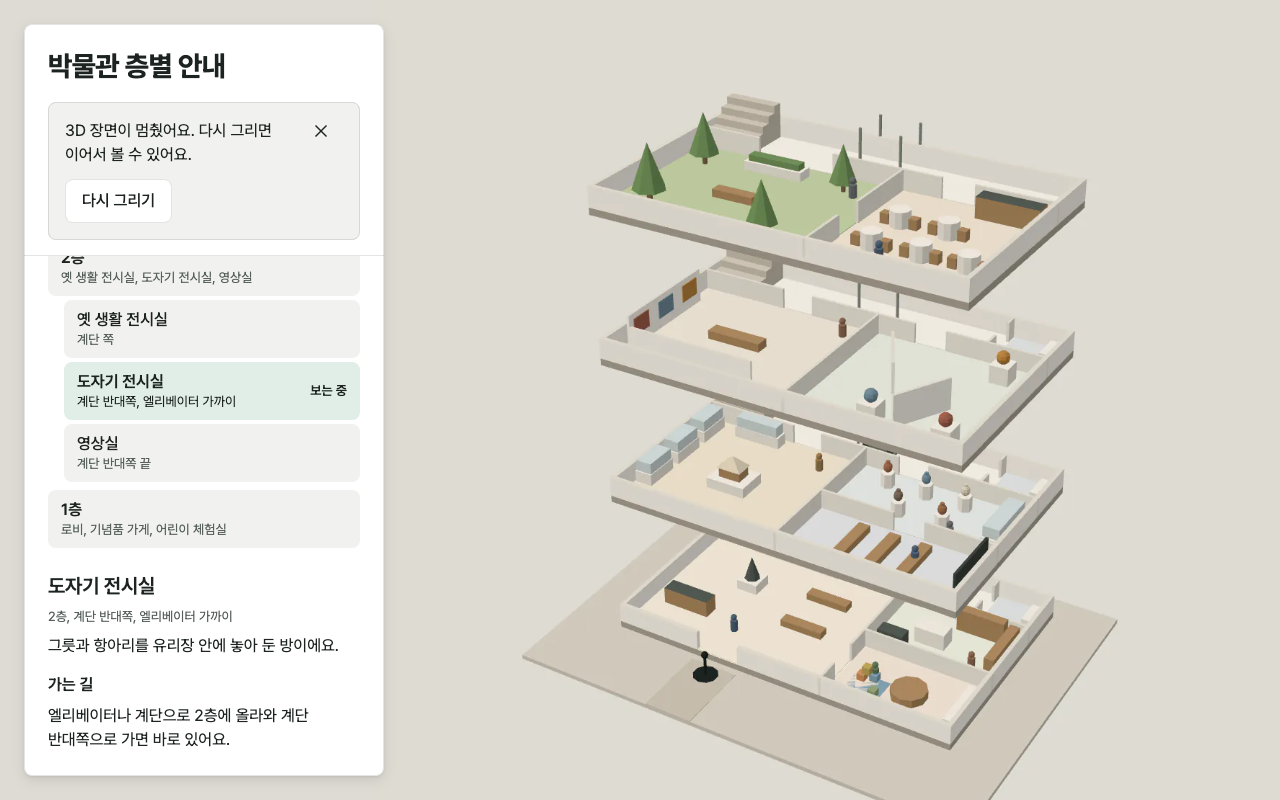 박물관 층별 안내
3D 장면이 멈췄어요. 다시 그리면
이어서 볼 수 있어요.
다시 그리기
2층
옛 생활 전시실, 도자기 전시실, 영상실
옛 생활 전시실
계단 쪽
도자기 전시실
계단 반대쪽, 엘리베이터 가까이
보는 중
영상실
계단 반대쪽 끝
1층
로비, 기념품 가게, 어린이 체험실
도자기 전시실
2층, 계단 반대쪽, 엘리베이터 가까이
그릇과 항아리를 유리장 안에 놓아 둔 방이에요.
가는 길
엘리베이터나 계단으로 2층에 올라와 계단
반대쪽으로 가면 바로 있어요.